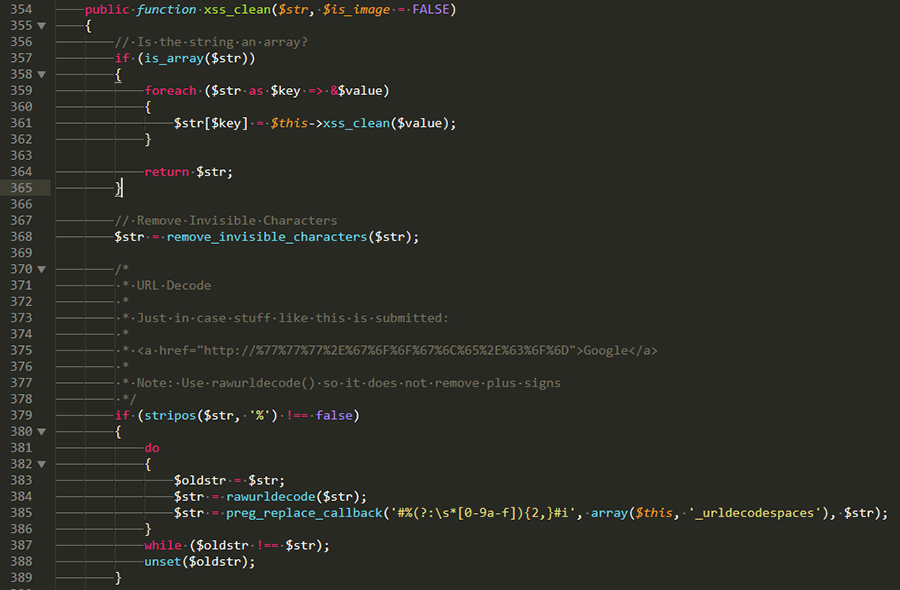 354 public function xss_clean($str, $is_image = FALSE)
355 {
356 // Is the string an array?
357 if (is_array($str))
358 {
359 foreach ($str as $key => &$value)
360 {
361 $str[$key] = $this->xss_clean($value);
362 }
363
364 return $str;
365 }
366
367 // Remove Invisible Characters
368 $str = remove_invisible_characters($str);
369
370 /*
371 * URL Decode
372 *
373 * Just in case stuff like this is submitted:
374 *
375 * <a href="http://%77%77%77%2E%67%6F%6F%67%6C%65%2E%63%6F%6D">Google</a>
376 *
377 * Note: Use rawurldecode() so it does not remove plus signs
378 */
379 if (stripos($str, '%') !== false)
380 {
381 do
382 {
383 $oldstr = $str;
384 $str = rawurldecode($str);
385 $str = preg_replace_callback('#%(?:\s*[0-9a-f]){2,}#i', array($this, '_urldecodespaces'), $str);
386 }
387 while ($oldstr !== $str);
388 unset($oldstr);
389 }